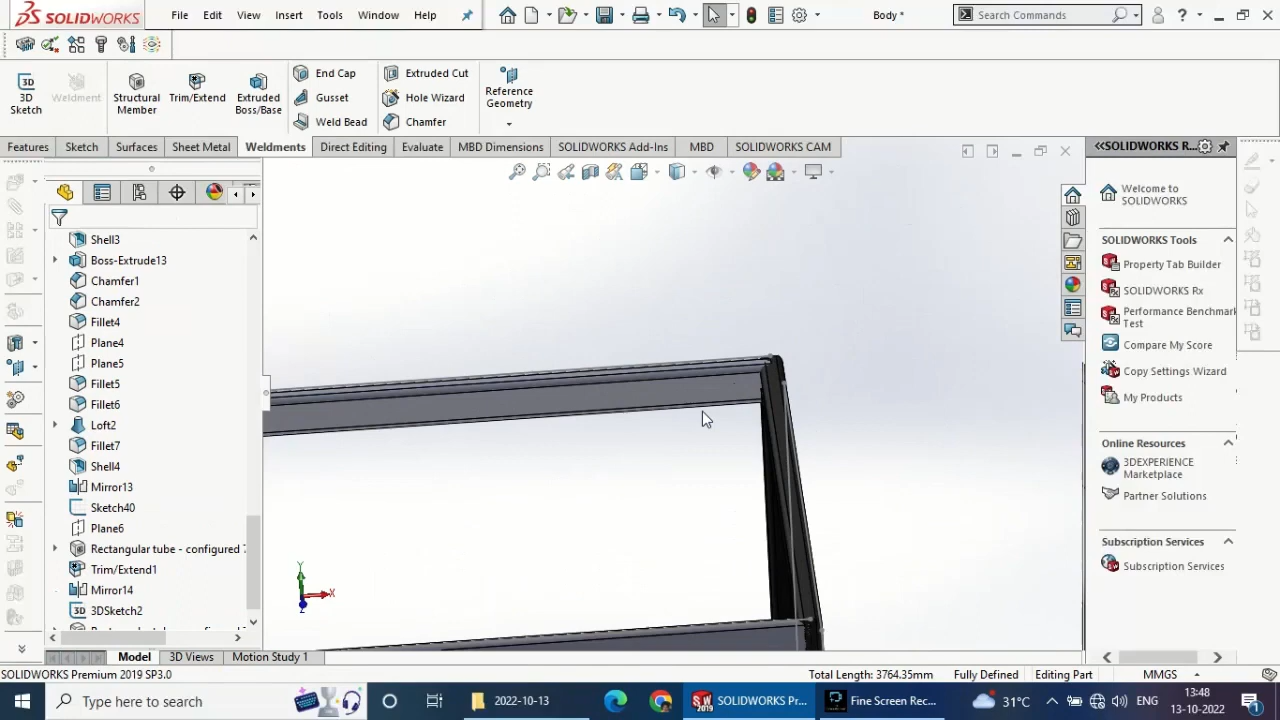 SOLIDWORKS
File
Edit
View
Insert
Tools
Window
Help
Body *
Search Commands
3D
Sketch
Weldment
Structural
Member
Trim/Extend
Extruded
Boss/Base
End Cap
Gusset
Weld Bead
Extruded Cut
Hole Wizard
Chamfer
Reference
Geometry
Features
Sketch
Surfaces
Sheet Metal
Weldments
Direct Editing
Evaluate
MBD Dimensions
SOLIDWORKS Add-Ins
MBD
SOLIDWORKS CAM
Shell3
Boss-Extrude13
Chamfer1
Chamfer2
Fillet4
Plane4
Plane5
Fillet5
Fillet6
Loft2
Fillet7
Shell4
Mirror13
Sketch40
Plane6
Rectangular tube - configured
Trim/Extend1
Mirror14
3DSketch2
Y
X
Z
SOLIDWORKS R...
Welcome to
SOLIDWORKS
SOLIDWORKS Tools
Property Tab Builder
SOLIDWORKS Rx
Performance Benchmark
Test
Compare My Score
Copy Settings Wizard
My Products
Online Resources
3DEXPERIENCE
Marketplace
Partner Solutions
Subscription Services
Subscription Services
Model
3D Views
Motion Study 1
SOLIDWORKS Premium 2019 SP3.0
Total Length: 3764.35mm
Fully Defined
Editing Part
MMGS
Type here to search
2022-10-13
SOLIDWORKS Pr...
Fine Screen Rec...
31°C
ENG
13:48
13-10-2022